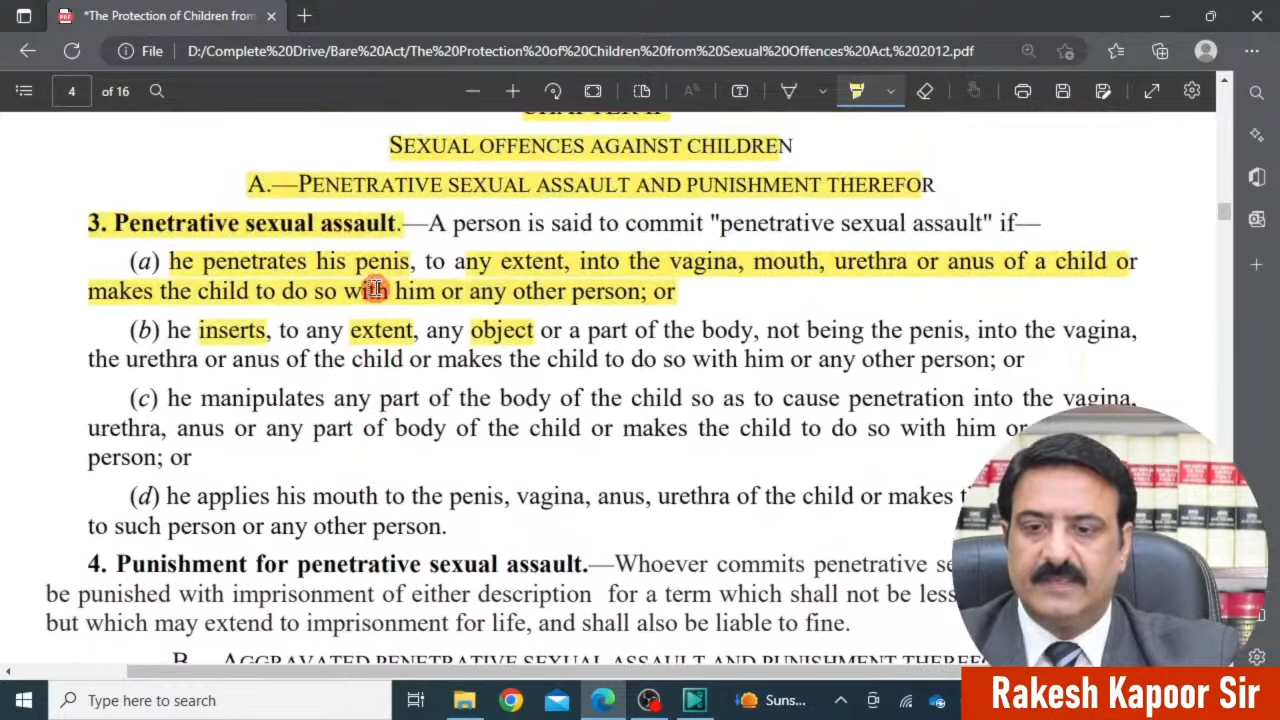 *The Protection of Children from
File D:/Complete%20Drive/Bare%20Act/The%20Protection%20of%20Children%20from%20Sexual%20Offences%20Act,%202012.pdf
4 of 16
CHAPTER II
SEXUAL OFFENCES AGAINST CHILDREN
A.—PENETRATIVE SEXUAL ASSAULT AND PUNISHMENT THEREFOR
3. Penetrative sexual assault.—A person is said to commit "penetrative sexual assault" if—
(a) he penetrates his penis, to any extent, into the vagina, mouth, urethra or anus of a child or
makes the child to do so with him or any other person; or
(b) he inserts, to any extent, any object or a part of the body, not being the penis, into the vagina,
the urethra or anus of the child or makes the child to do so with him or any other person; or
(c) he manipulates any part of the body of the child so as to cause penetration into the vagina,
urethra, anus or any part of body of the child or makes the child to do so with him or
person; or
(d) he applies his mouth to the penis, vagina, anus, urethra of the child or makes
to such person or any other person.
4. Punishment for penetrative sexual assault.—Whoever commits penetrative
be punished with imprisonment of either description for a term which shall not be less
but which may extend to imprisonment for life, and shall also be liable to fine.
B. AGGRAVATED PENETRATIVE SEXUAL ASSAULT AND PUNISHMENT
Type here to search
Suns...
Rakesh Kapoor Sir